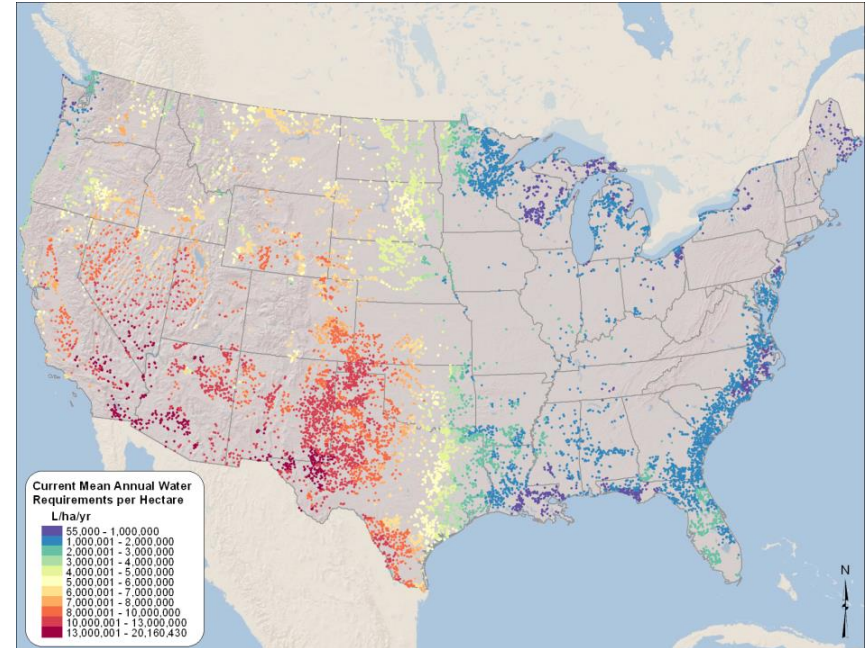 Current Mean Annual Water
Requirements per Hectare
L/ha/yr
55,000 - 1,000,000
1,000,001 - 2,000,000
2,000,001 - 3,000,000
3,000,001 - 4,000,000
4,000,001 - 5,000,000
5,000,001 - 6,000,000
6,000,001 - 7,000,000
7,000,001 - 8,000,000
8,000,001 - 10,000,000
10,000,001 - 13,000,000
13,000,001 - 20,160,430
N